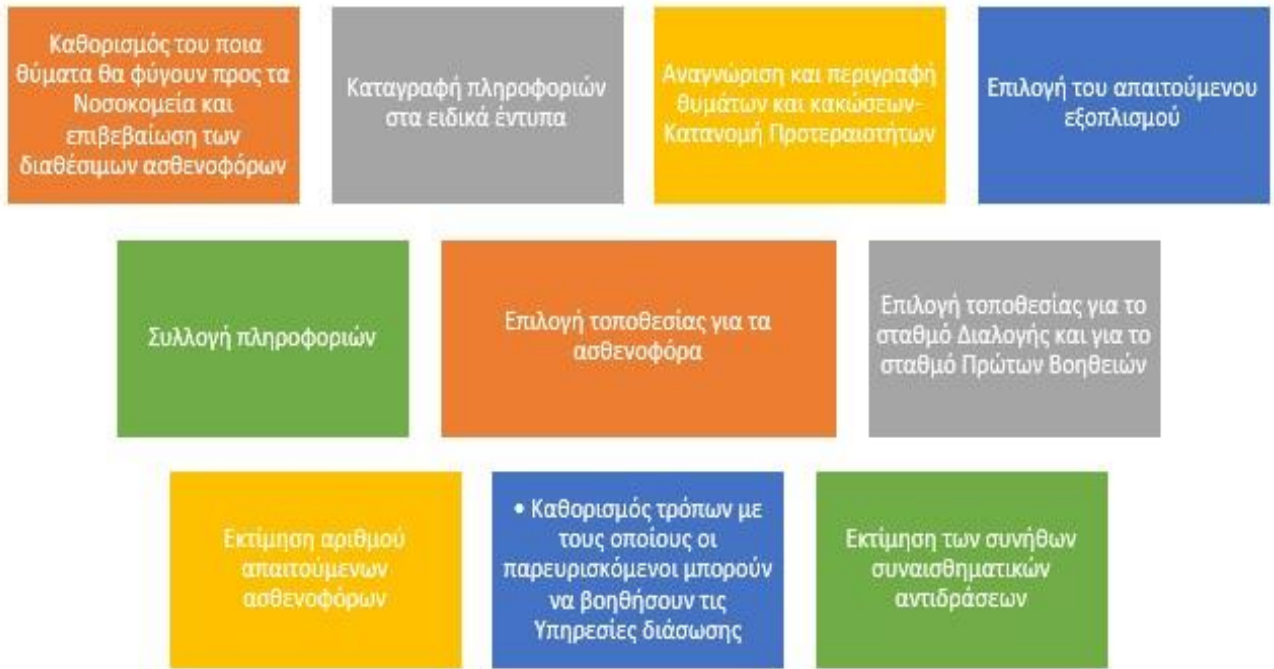 Καθορισμός του ποια
θύματα θα φύγουν προς τα
Νοσοκομεία και
επιβεβαίωση των
διαθέσιμων ασθενοφόρων
Καταγραφή πληροφοριών
στα ειδικά έντυπα
Αναγνώριση και περιγραφή
θυμάτων και κακώσεων-
Κατανομή Προτεραιοτήτων
Επιλογή του απαιτούμενου
εξοπλισμού
Συλλογή πληροφοριών
Επιλογή τοποθεσίας για τα
ασθενοφόρα
Επιλογή τοποθεσίας για το
σταθμό Διαλογής και για το
σταθμό Πρώτων Βοηθειών
Εκτίμηση αριθμού
απαιτούμενων
ασθενοφόρων
• Καθορισμός τρόπων με
τους οποίους οι
παρευρισκόμενοι μπορούν
να βοηθήσουν τις
Υπηρεσίες διάσωσης
Εκτίμηση των συνήθων
συναισθηματικών
αντιδράσεων